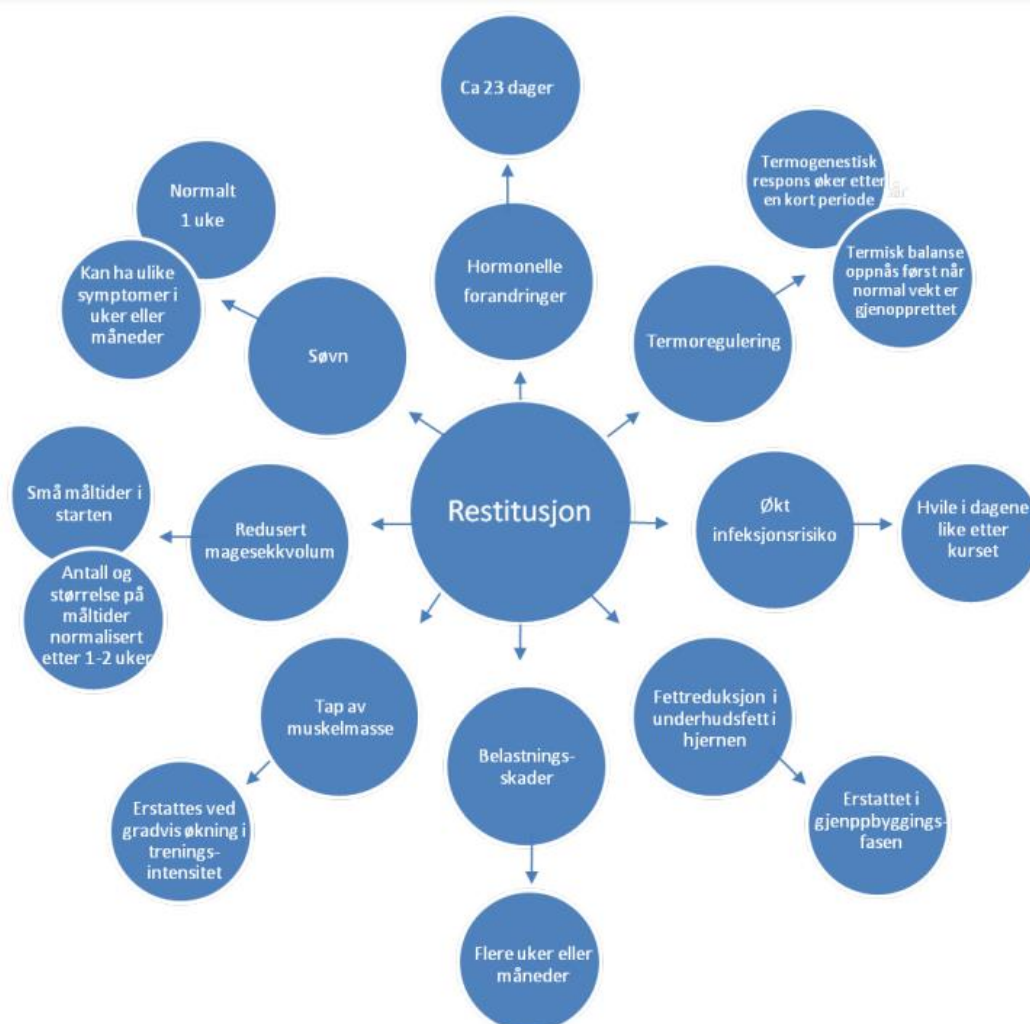 Ca 23 dager
Hormonelle
forandringer
Termogenestisk
respons øker etter
en kort periode
Termisk balanse
oppnås først når
normal vekt er
gjenopprettet
Termoregulering
Normalt
1 uke
Kan ha ulike
symptomer i
uker eller
måneder
Søvn
Restitusjon
Økt
infeksjonsrisiko
Hvile i dagene
like etter
kurset
Små måltider i
starten
Antall og
størrelse på
måltider
normalisert
etter 1-2 uker
Redusert
magesekkvolum
Tap av
muskelmasse
Erstattes ved
gradvis økning i
trenings-
intensitet
Belastnings-
skader
Flere uker eller
måneder
Fettreduksjon i
underhudsfett i
hjernen
Erstattet i
gjenppbyggings-
fasen